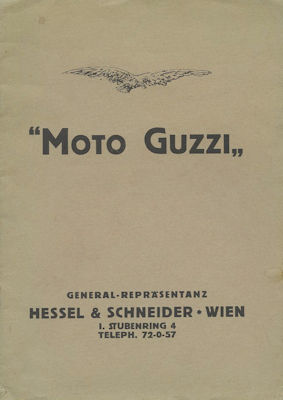 “MOTO GUZZI„
GENERAL-REPRÄSENTANZ
HESSEL & SCHNEIDER • WIEN
I. STUBENRING 4
TELEPH. 72-0-57